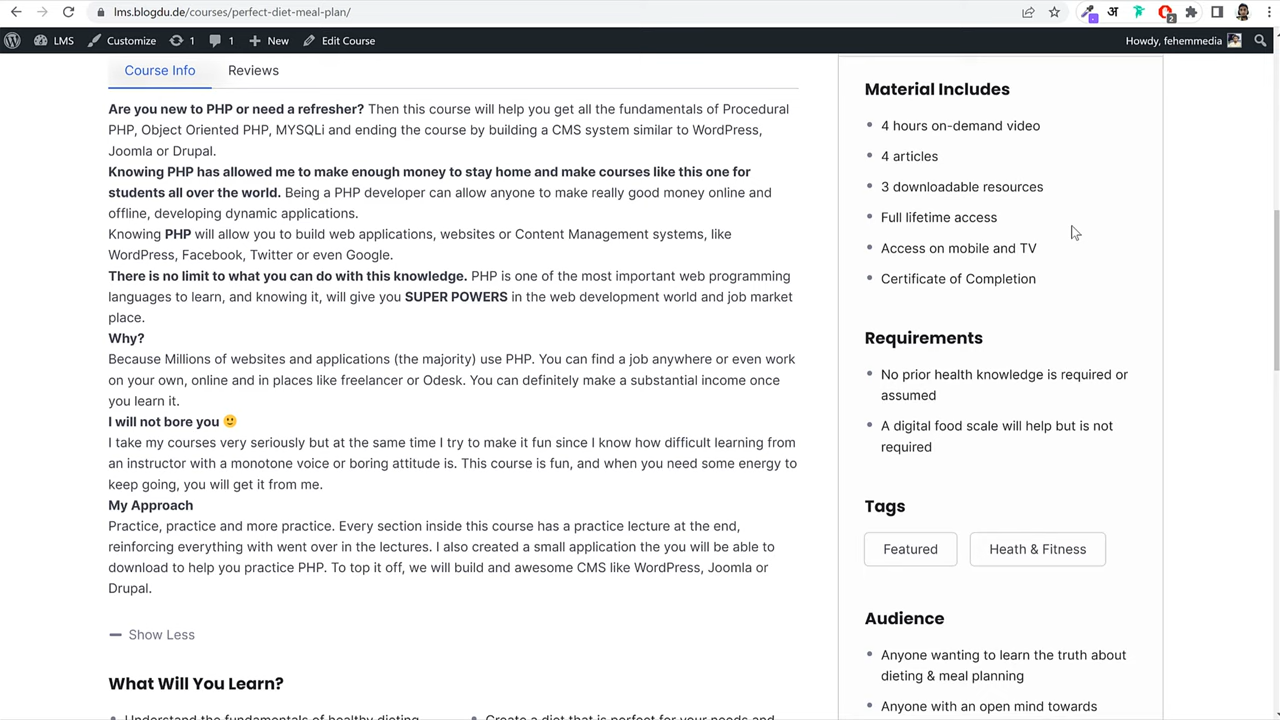 lms.blogdu.de/courses/perfect-diet-meal-plan/
अ
2
LMS
Customize
1
1
New
Edit Course
Howdy, fehemmedia
Course Info
Reviews
Are you new to PHP or need a refresher? Then this course will help you get all the fundamentals of Procedural
PHP, Object Oriented PHP, MYSQLi and ending the course by building a CMS system similar to WordPress,
Joomla or Drupal.
Knowing PHP has allowed me to make enough money to stay home and make courses like this one for
students all over the world. Being a PHP developer can allow anyone to make really good money online and
offline, developing dynamic applications.
Knowing PHP will allow you to build web applications, websites or Content Management systems, like
WordPress, Facebook, Twitter or even Google.
There is no limit to what you can do with this knowledge. PHP is one of the most important web programming
languages to learn, and knowing it, will give you SUPER POWERS in the web development world and job market
place.
Why?
Because Millions of websites and applications (the majority) use PHP. You can find a job anywhere or even work
on your own, online and in places like freelancer or Odesk. You can definitely make a substantial income once
you learn it.
I will not bore you 🙂
I take my courses very seriously but at the same time I try to make it fun since I know how difficult learning from
an instructor with a monotone voice or boring attitude is. This course is fun, and when you need some energy to
keep going, you will get it from me.
My Approach
Practice, practice and more practice. Every section inside this course has a practice lecture at the end,
reinforcing everything with went over in the lectures. I also created a small application the you will be able to
download to help you practice PHP. To top it off, we will build and awesome CMS like WordPress, Joomla or
Drupal.
Show Less
What Will You Learn?
Understand the fundamentals of healthy dieting
Create a diet that is perfect for your needs and
Material Includes
4 hours on-demand video
4 articles
3 downloadable resources
Full lifetime access
Access on mobile and TV
Certificate of Completion
Requirements
No prior health knowledge is required or
assumed
A digital food scale will help but is not
required
Tags
Featured
Heath & Fitness
Audience
Anyone wanting to learn the truth about
dieting & meal planning
Anyone with an open mind towards